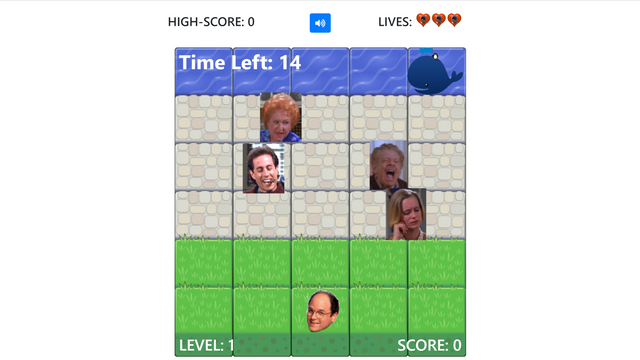 HIGH-SCORE: 0
LIVES:
Time Left: 14
LEVEL: 1
SCORE: 0